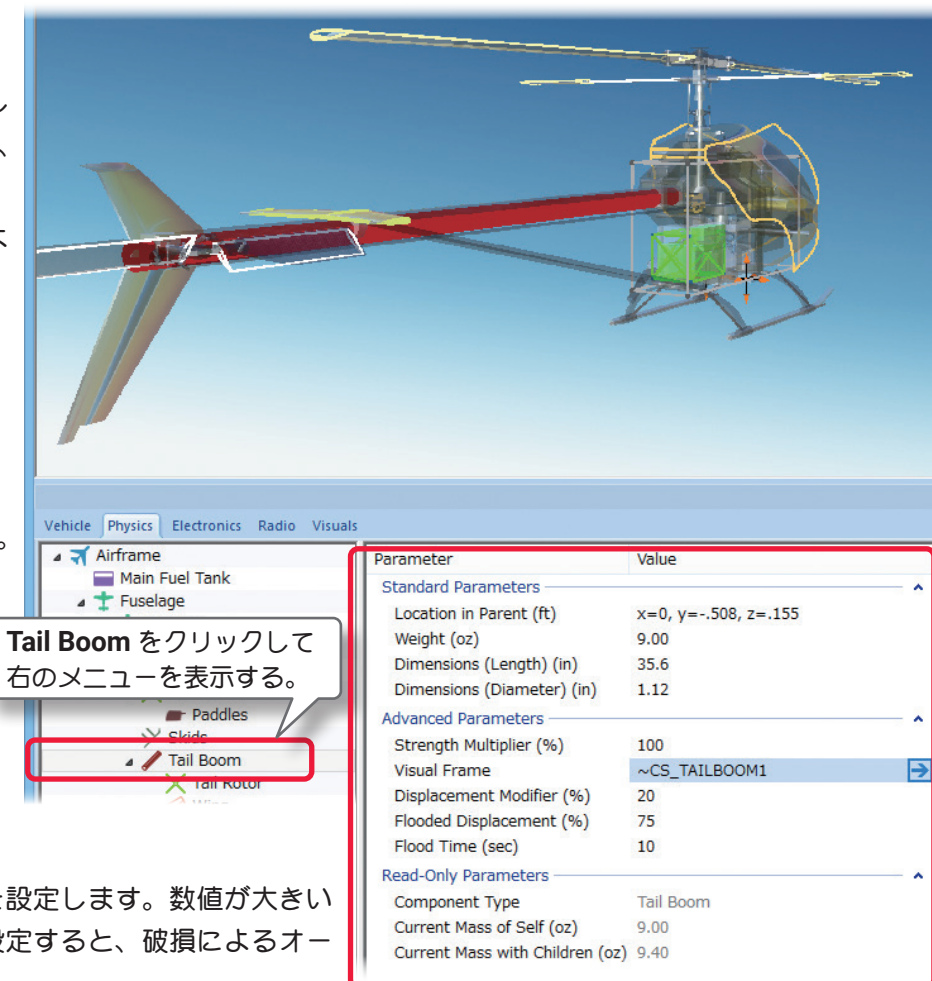 Vehicle Physics Electronics Radio Visuals
Airframe
Main Fuel Tank
Fuselage
Tail Boom をクリックして
右のメニューを表示する。
Paddles
Skids
Tail Boom
Tail Rotor
Wing
Parameter Value
Standard Parameters
Location in Parent (ft) x=0, y=-.508, z=.155
Weight (oz) 9.00
Dimensions (Length) (in) 35.6
Dimensions (Diameter) (in) 1.12
Advanced Parameters
Strength Multiplier (%) 100
Visual Frame ~CS_TAILBOOM1
Displacement Modifier (%) 20
Flooded Displacement (%) 75
Flood Time (sec) 10
Read-Only Parameters
Component Type Tail Boom
Current Mass of Self (oz) 9.00
Current Mass with Children (oz) 9.40
を設定します。数値が大きい
設定すると、破損によるオー